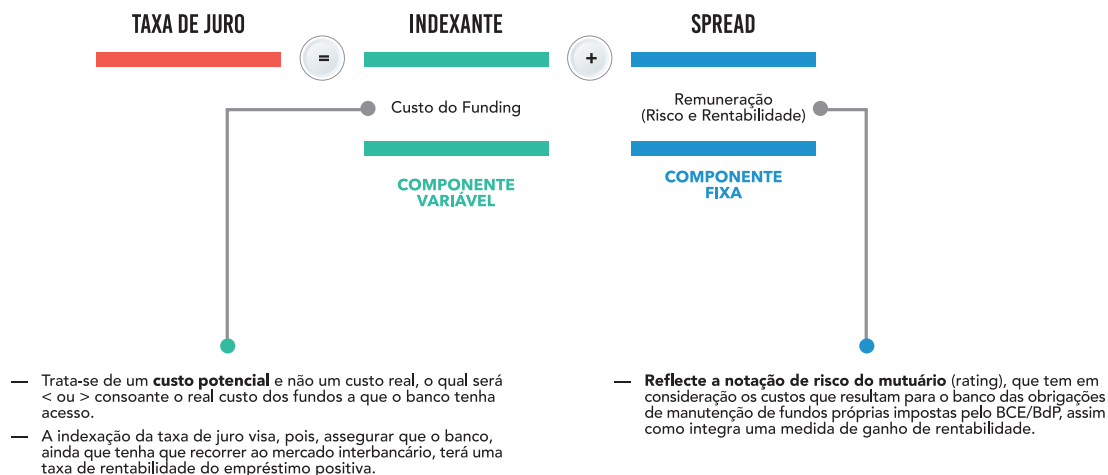 TAXA DE JURO
=
INDEXANTE
+
SPREAD
Custo do Funding
Remuneração
(Risco e Rentabilidade)
COMPONENTE
VARIÁVEL
COMPONENTE
FIXA
— Trata-se de um custo potencial e não um custo real, o qual será
< ou > consoante o real custo dos fundos a que o banco tenha
acesso.
— A indexação da taxa de juro visa, pois, assegurar que o banco,
ainda que tenha que recorrer ao mercado interbancário, terá uma
taxa de rentabilidade do empréstimo positiva.
— Reflecte a notação de risco do mutuário (rating), que tem em
consideração os custos que resultam para o banco das obrigações
de manutenção de fundos próprias impostas pelo BCE/BdP, assim
como integra uma medida de ganho de rentabilidade.